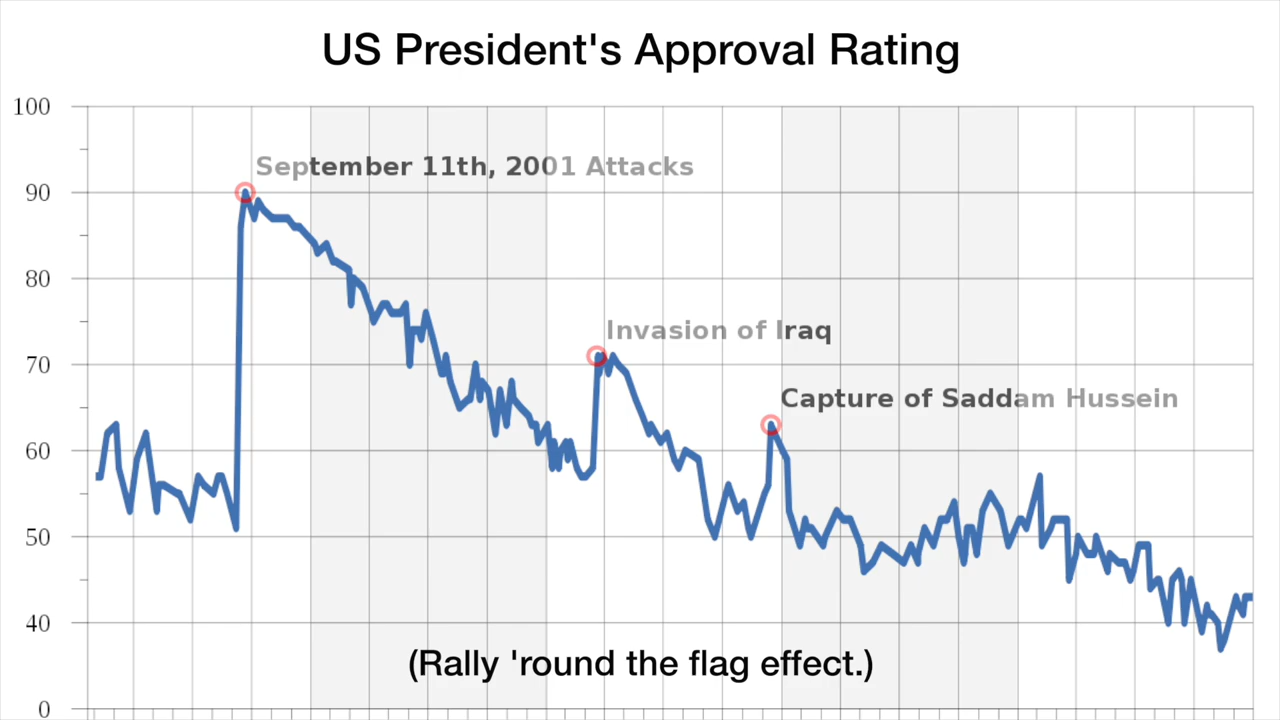 US President's Approval Rating
100
September 11th, 2001 Attacks
90
80
Invasion of Iraq
70
Capture of Saddam Hussein
60
50
40
(Rally 'round the flag effect.)
0